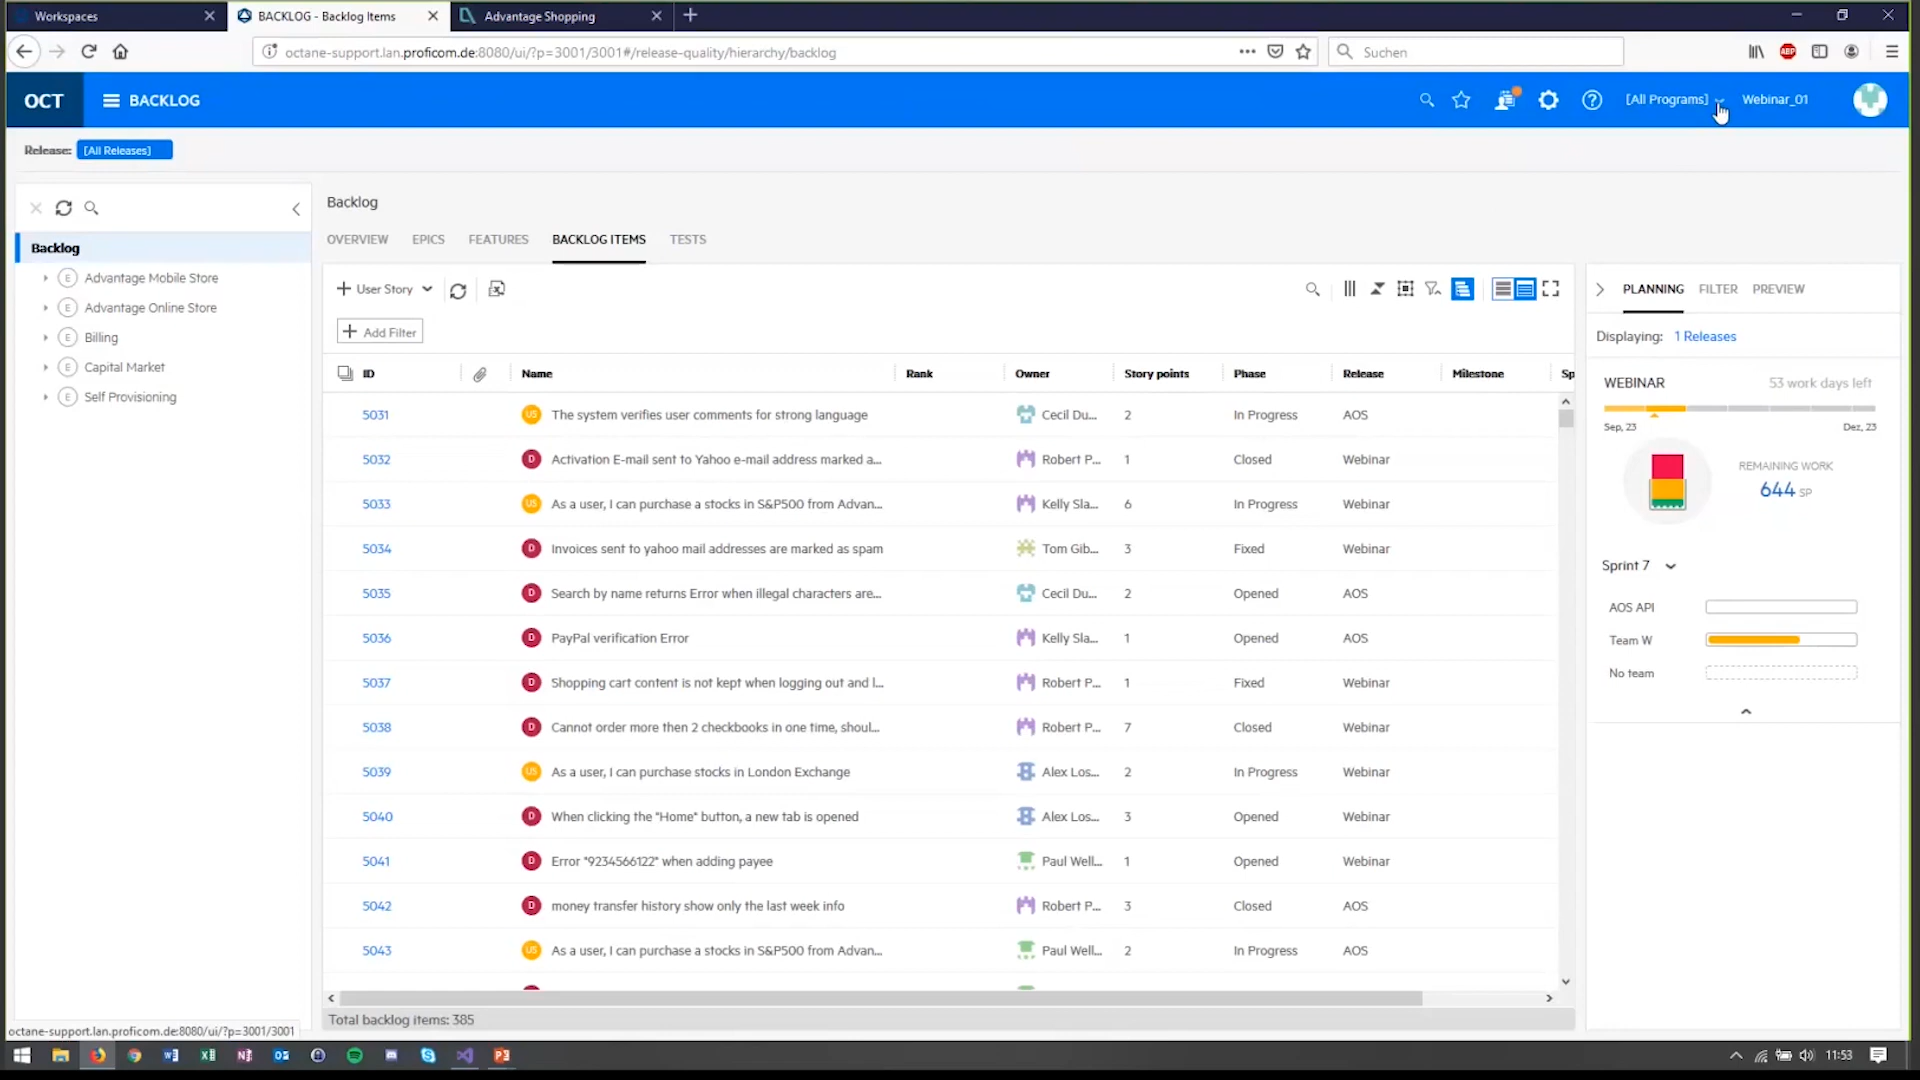 Workspaces
BACKLOG - Backlog Items
Advantage Shopping
octane-support.lan.proficom.de:8080/ui/?p=3001/3001#/release-quality/hierarchy/backlog
Suchen
ABP
OCT
BACKLOG
[All Programs]
Webinar_01
Release: [All Releases]
Backlog
E Advantage Mobile Store
E Advantage Online Store
E Billing
E Capital Market
E Self Provisioning
Backlog
OVERVIEW EPICS FEATURES BACKLOG ITEMS TESTS
+ User Story
+ Add Filter
ID Name Rank Owner Story points Phase Release Milestone Sp
5031 US The system verifies user comments for strong language Cecil Du... 2 In Progress AOS
5032 D Activation E-mail sent to Yahoo e-mail address marked a... Robert P... 1 Closed Webinar
5033 US As a user, I can purchase a stocks in S&P500 from Advan... Kelly Sla... 6 In Progress Webinar
5034 D Invoices sent to yahoo mail addresses are marked as spam Tom Gib... 3 Fixed Webinar
5035 D Search by name returns Error when illegal characters are... Cecil Du... 2 Opened AOS
5036 D PayPal verification Error Kelly Sla... 1 Opened AOS
5037 D Shopping cart content is not kept when logging out and l... Robert P... 1 Fixed Webinar
5038 D Cannot order more then 2 checkbooks in one time, shoul... Robert P... 7 Closed Webinar
5039 US As a user, I can purchase stocks in London Exchange Alex Los... 2 In Progress Webinar
5040 D When clicking the "Home" button, a new tab is opened Alex Los... 3 Opened Webinar
5041 D Error "9234566122" when adding payee Paul Well... 1 Opened Webinar
5042 D money transfer history show only the last week info Robert P... 3 Closed AOS
5043 US As a user, I can purchase a stocks in S&P500 from Advan... Paul Well... 2 In Progress AOS
Total backlog items: 385
PLANNING FILTER PREVIEW
Displaying: 1 Releases
WEBINAR 53 work days left
Sep, 23 Dez, 23
REMAINING WORK
644 SP
Sprint 7
AOS API
Team W
No team
octane-support.lan.proficom.de:8080/ui/?p=3001/3001
11:53